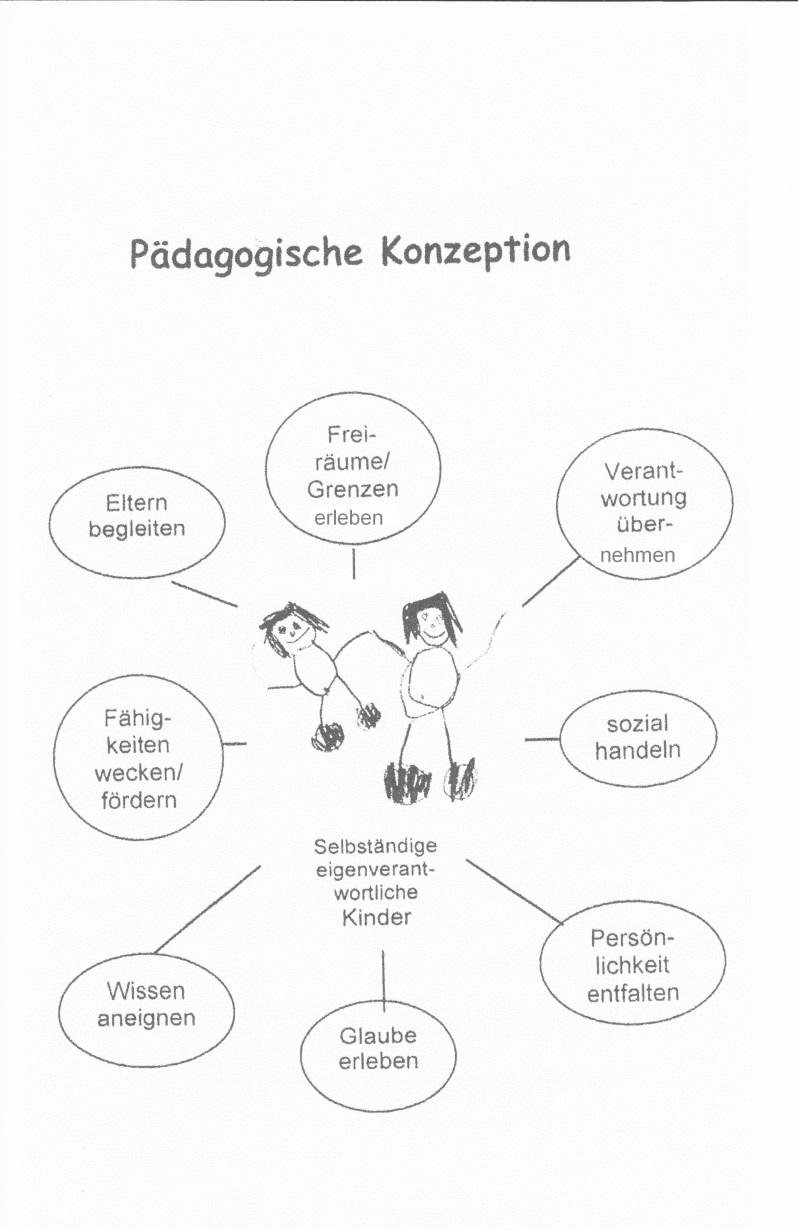 Pädagogische Konzeption
Frei-
räume/
Grenzen
erleben
Verant-
wortung
über-
nehmen
Eltern
begleiten
Fähig-
keiten
wecken/
fördern
sozial
handeln
Selbständige
eigenverant-
wortliche
Kinder
Persön-
lichkeit
entfalten
Wissen
aneignen
Glaube
erleben